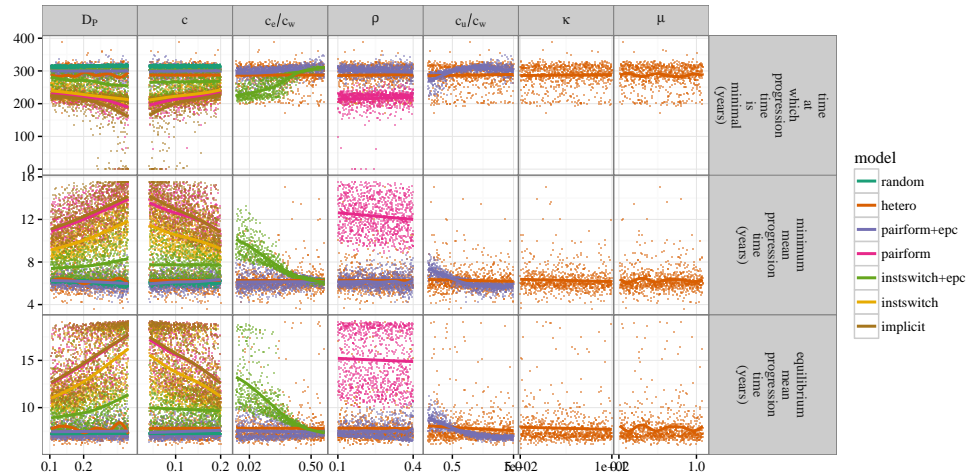 D_P c c_e/c_w ρ c_u/c_w κ μ
400
300
200
100
0
time
at
which
progression
time
is
minimal
(years)
16
12
8
4
minimum
mean
progression
time
(years)
15
10
equilibrium
mean
progression
time
(years)
0.1 0.2 0.1 0.2 0.02 0.50 0.1 0.4 0.5 1.0
model
random
hetero
pairform+epc
pairform
instswitch+epc
instswitch
implicit